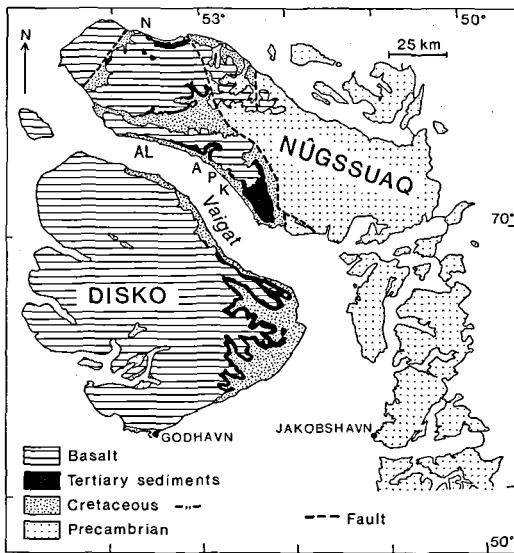 N 53° 50°
N
25 km
NÛGSSUAQ
AL
A
P
K
Vaigat
70°
DISKO
GODHAVN
JAKOBSHAVN
Basalt
Tertiary sediments
Cretaceous -„-
Precambrian
Fault
50°